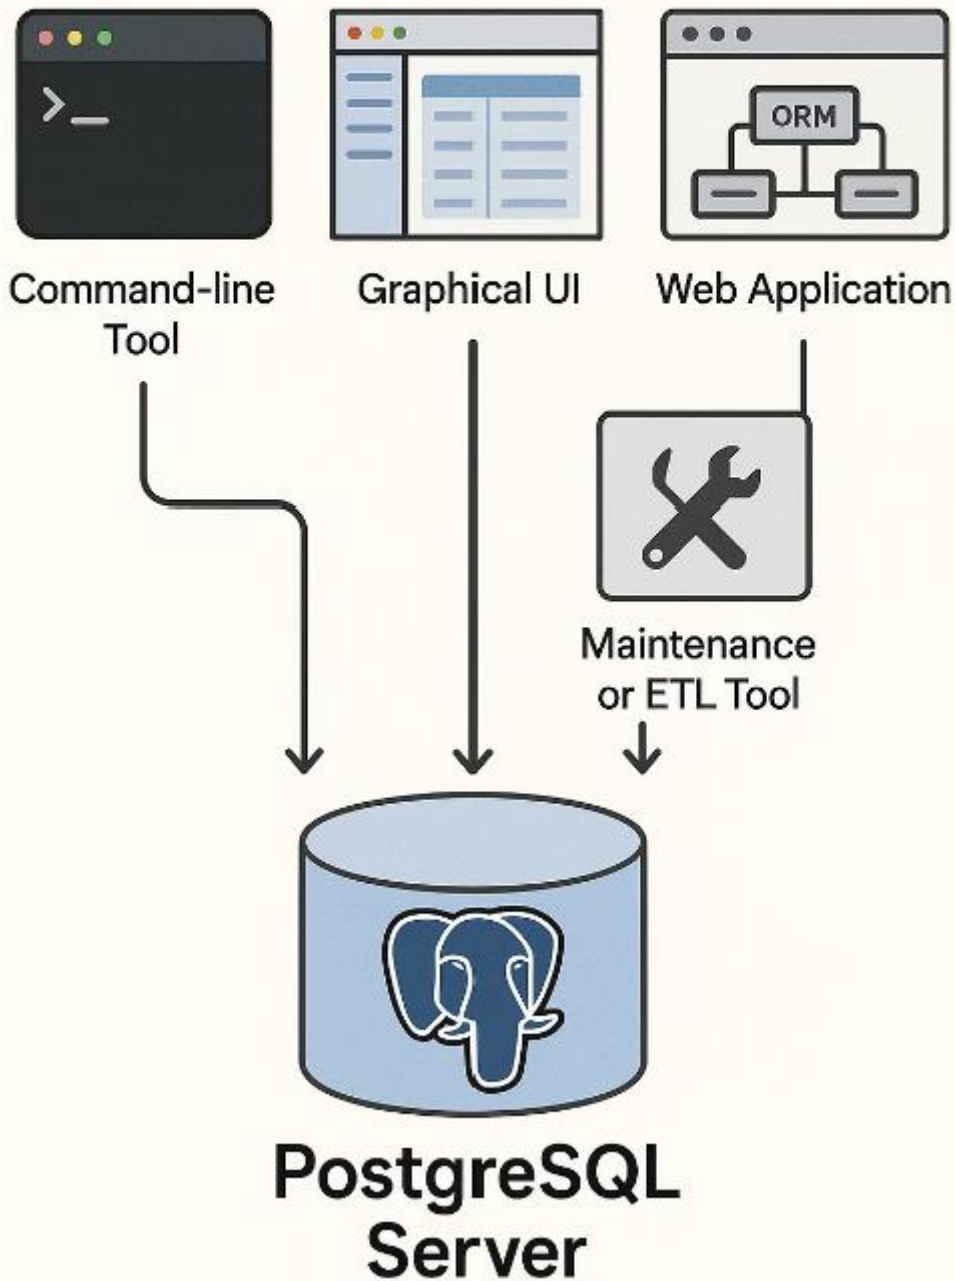 ORM
Command-line
Tool
Graphical UI
Web Application
Maintenance
or ETL Tool
PostgreSQL
Server